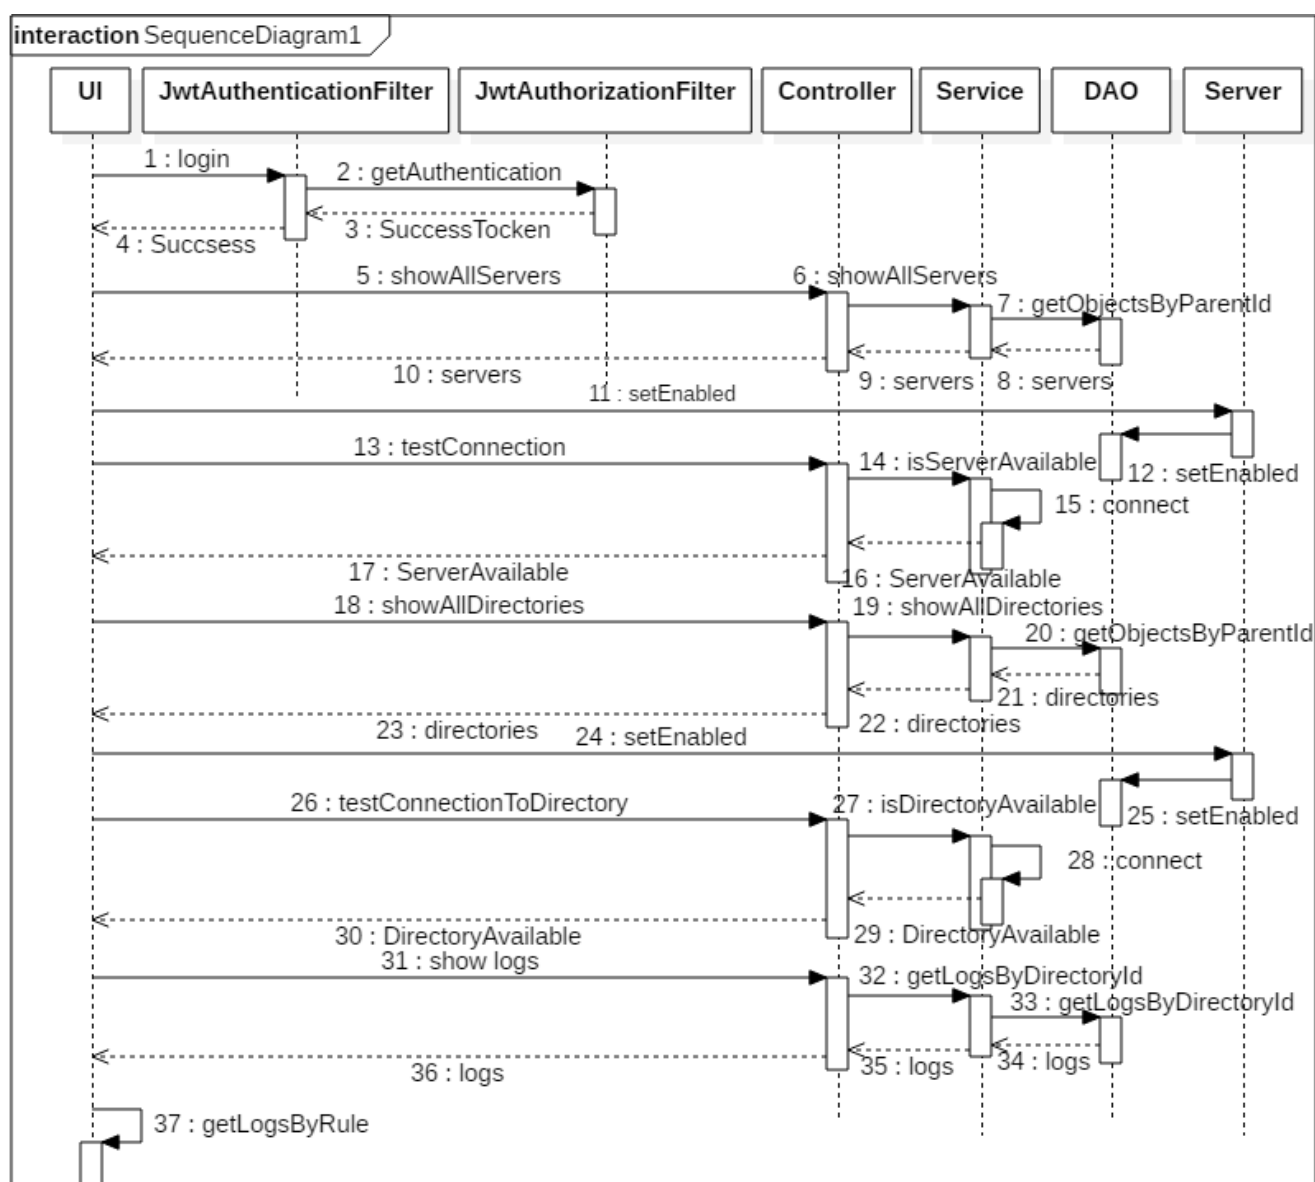 interaction SequenceDiagram1
UI
JwtAuthenticationFilter
JwtAuthorizationFilter
Controller
Service
DAO
Server
1 : login
2 : getAuthentication
3 : SuccessTocken
4 : Succsess
5 : showAllServers
6 : showAllServers
7 : getObjectsByParentId
8 : servers
9 : servers
10 : servers
11 : setEnabled
12 : setEnabled
13 : testConnection
14 : isServerAvailable
15 : connect
16 : ServerAvailable
17 : ServerAvailable
18 : showAllDirectories
19 : showAllDirectories
20 : getObjectsByParentId
21 : directories
22 : directories
23 : directories
24 : setEnabled
25 : setEnabled
26 : testConnectionToDirectory
27 : isDirectoryAvailable
28 : connect
29 : DirectoryAvailable
30 : DirectoryAvailable
31 : show logs
32 : getLogsByDirectoryId
33 : getLogsByDirectoryId
34 : logs
35 : logs
36 : logs
37 : getLogsByRule